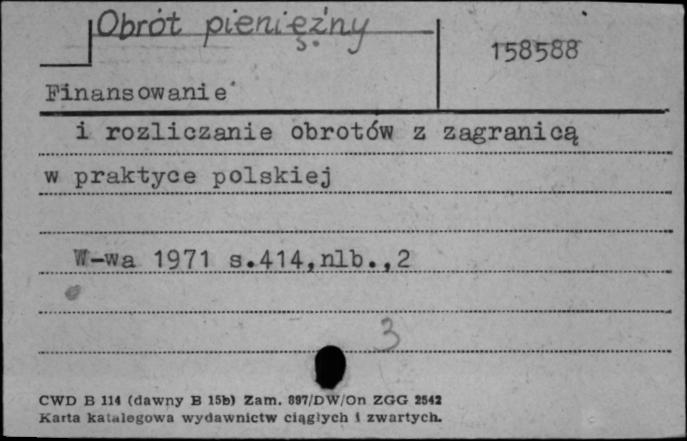 Obrót pieniężny
158588
Finansowanie
i rozliczanie obrotów z zagranicą
w praktyce polskiej
W-wa 1971 s.414,nlb.,2
3
CWD B 114 (dawny B 15b) Zam. 897/DW/On ZGG 2542
Karta katalogowa wydawnictw ciągłych i zwartych.